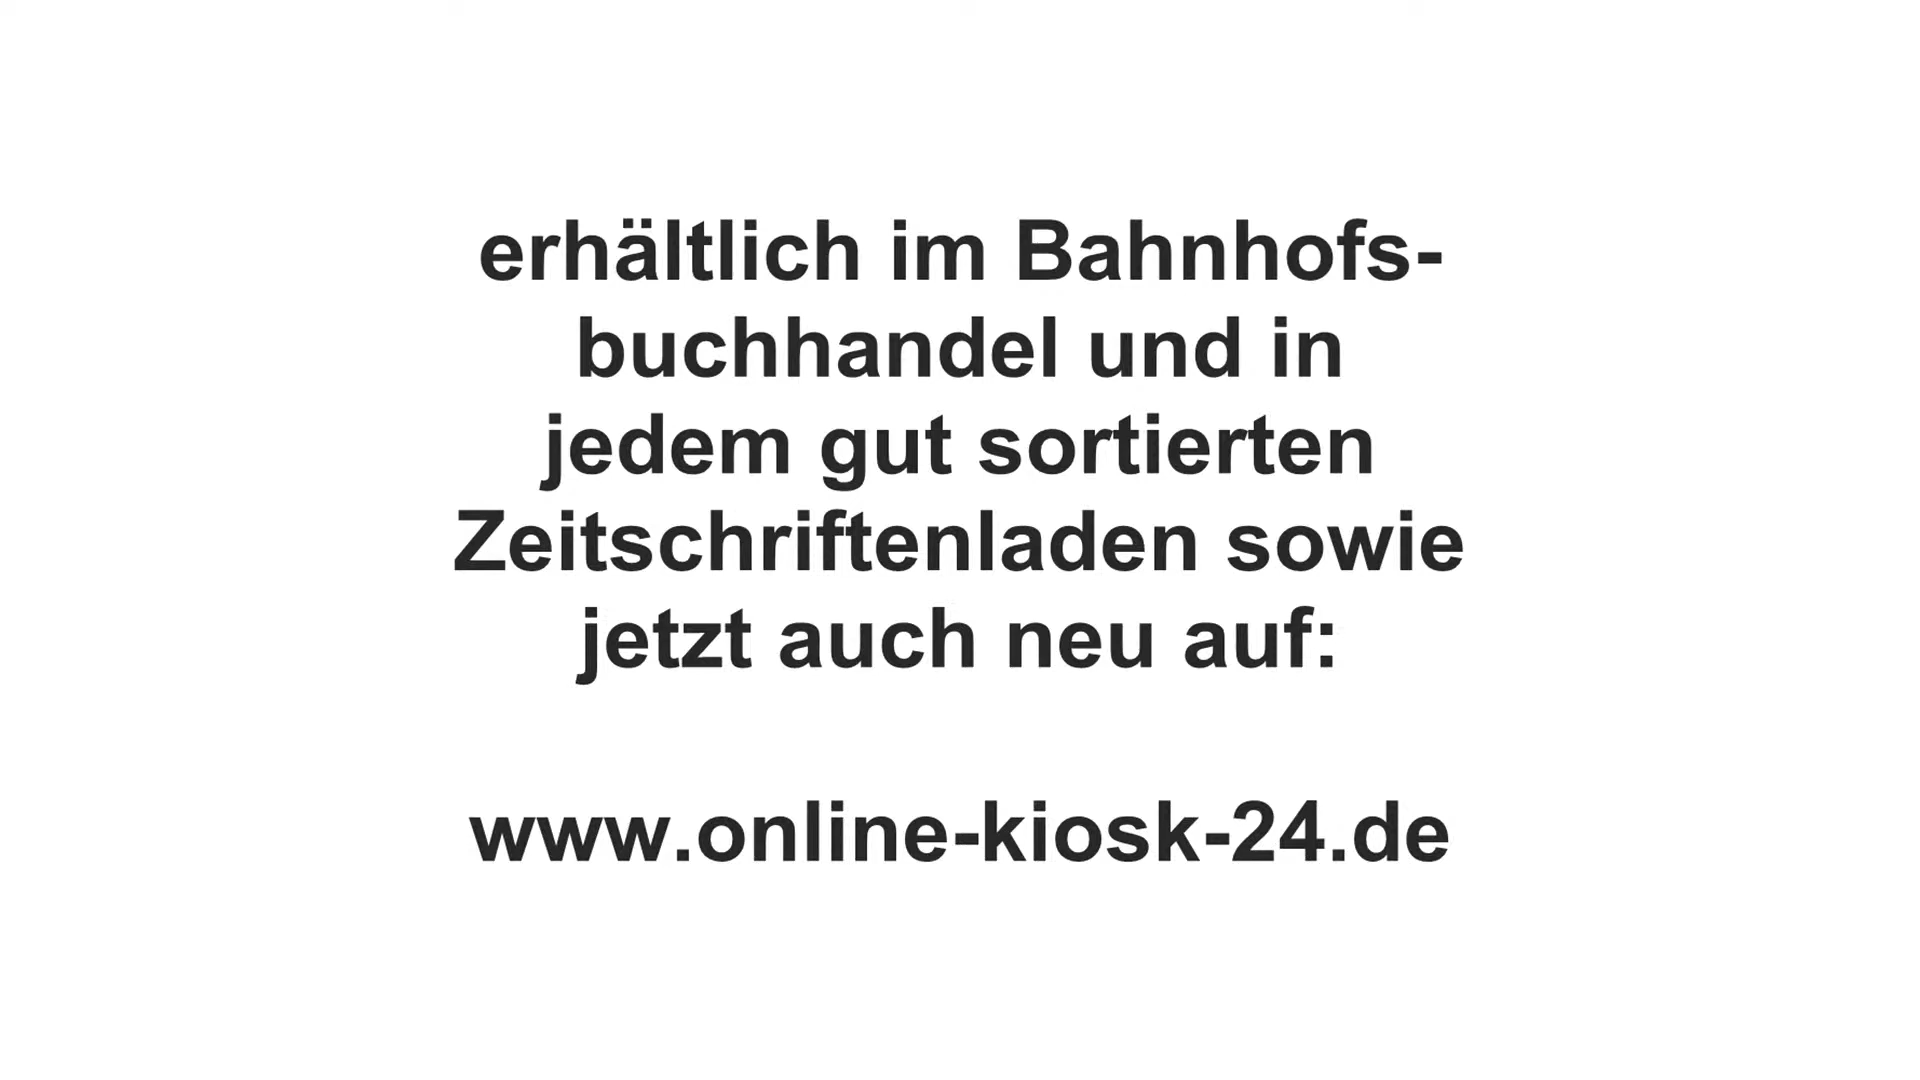 erhältlich im Bahnhofs-
buchhandel und in
jedem gut sortierten
Zeitschriftenladen sowie
jetzt auch neu auf:
www.online-kiosk-24.de